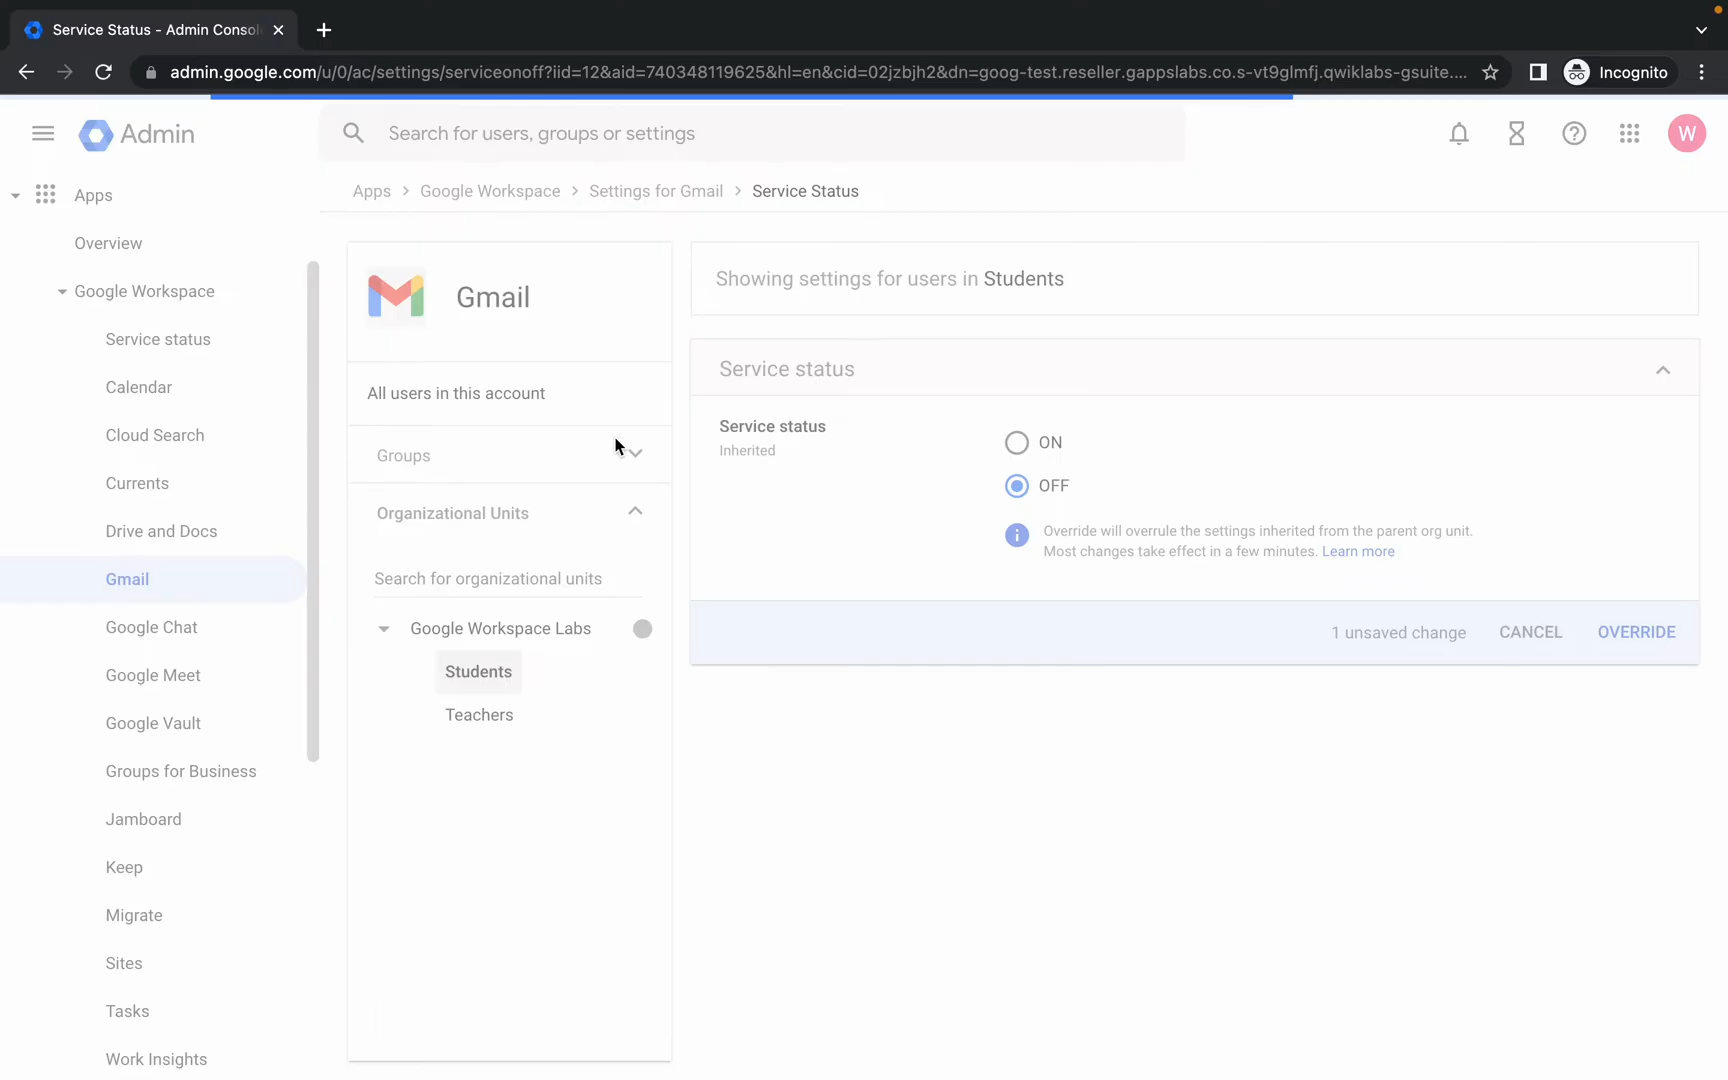 Service Status - Admin Consol
admin.google.com/u/0/ac/settings/serviceonoff?iid=12&aid=740348119625&hl=en&cid=02jzbjh2&dn=goog-test.reseller.gappslabs.co.s-vt9glmfj.qwiklabs-gsuite....
Incognito
Admin
Search for users, groups or settings
W
Apps
Overview
Google Workspace
Service status
Calendar
Cloud Search
Currents
Drive and Docs
Gmail
Google Chat
Google Meet
Google Vault
Groups for Business
Jamboard
Keep
Migrate
Sites
Tasks
Work Insights
Apps > Google Workspace > Settings for Gmail > Service Status
Gmail
All users in this account
Groups
Organizational Units
Search for organizational units
Google Workspace Labs
Students
Teachers
Showing settings for users in Students
Service status
Service status
Inherited
ON
OFF
Override will overrule the settings inherited from the parent org unit.
Most changes take effect in a few minutes. Learn more
1 unsaved change CANCEL OVERRIDE